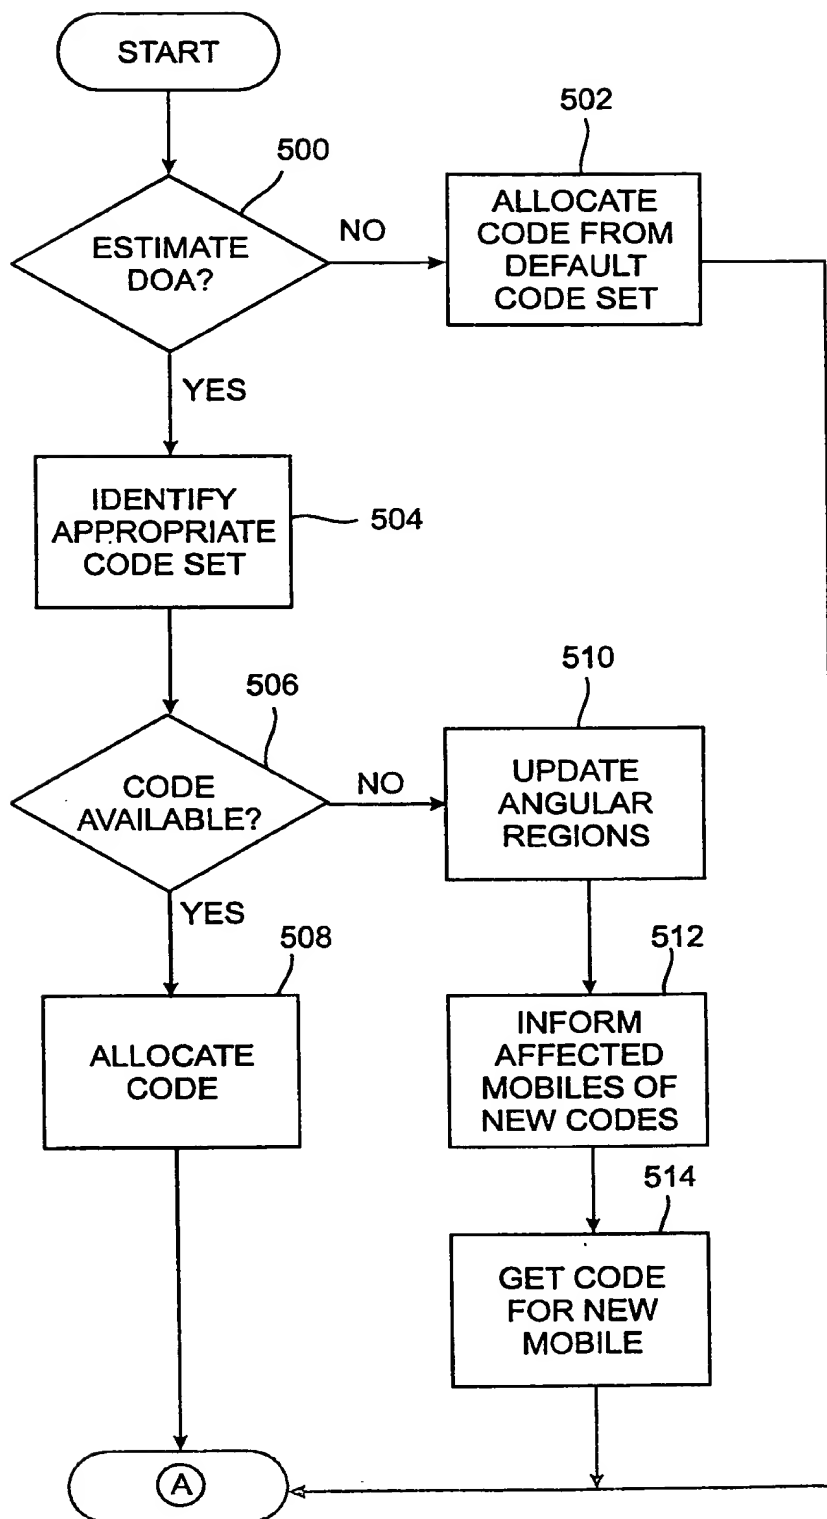 START
500
502
ESTIMATE
DOA?
NO
ALLOCATE
CODE FROM
DEFAULT
CODE SET
YES
IDENTIFY
APPROPRIATE
CODE SET
504
506
510
CODE
AVAILABLE?
NO
UPDATE
ANGULAR
REGIONS
YES
508
512
ALLOCATE
CODE
INFORM
AFFECTED
MOBILES OF
NEW CODES
514
GET CODE
FOR NEW
MOBILE
A